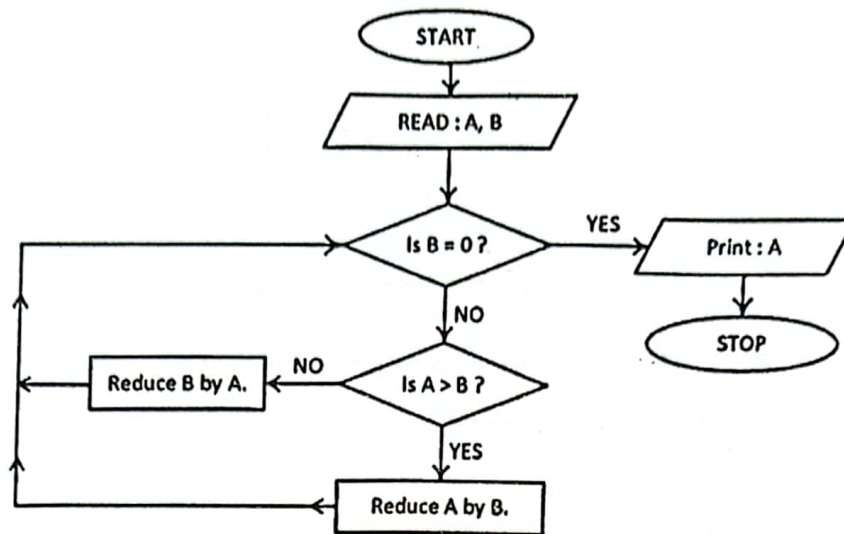 START
READ : A, B
Is B = 0 ?
YES
Print : A
NO
STOP
Is A > B ?
NO
Reduce B by A.
YES
Reduce A by B.